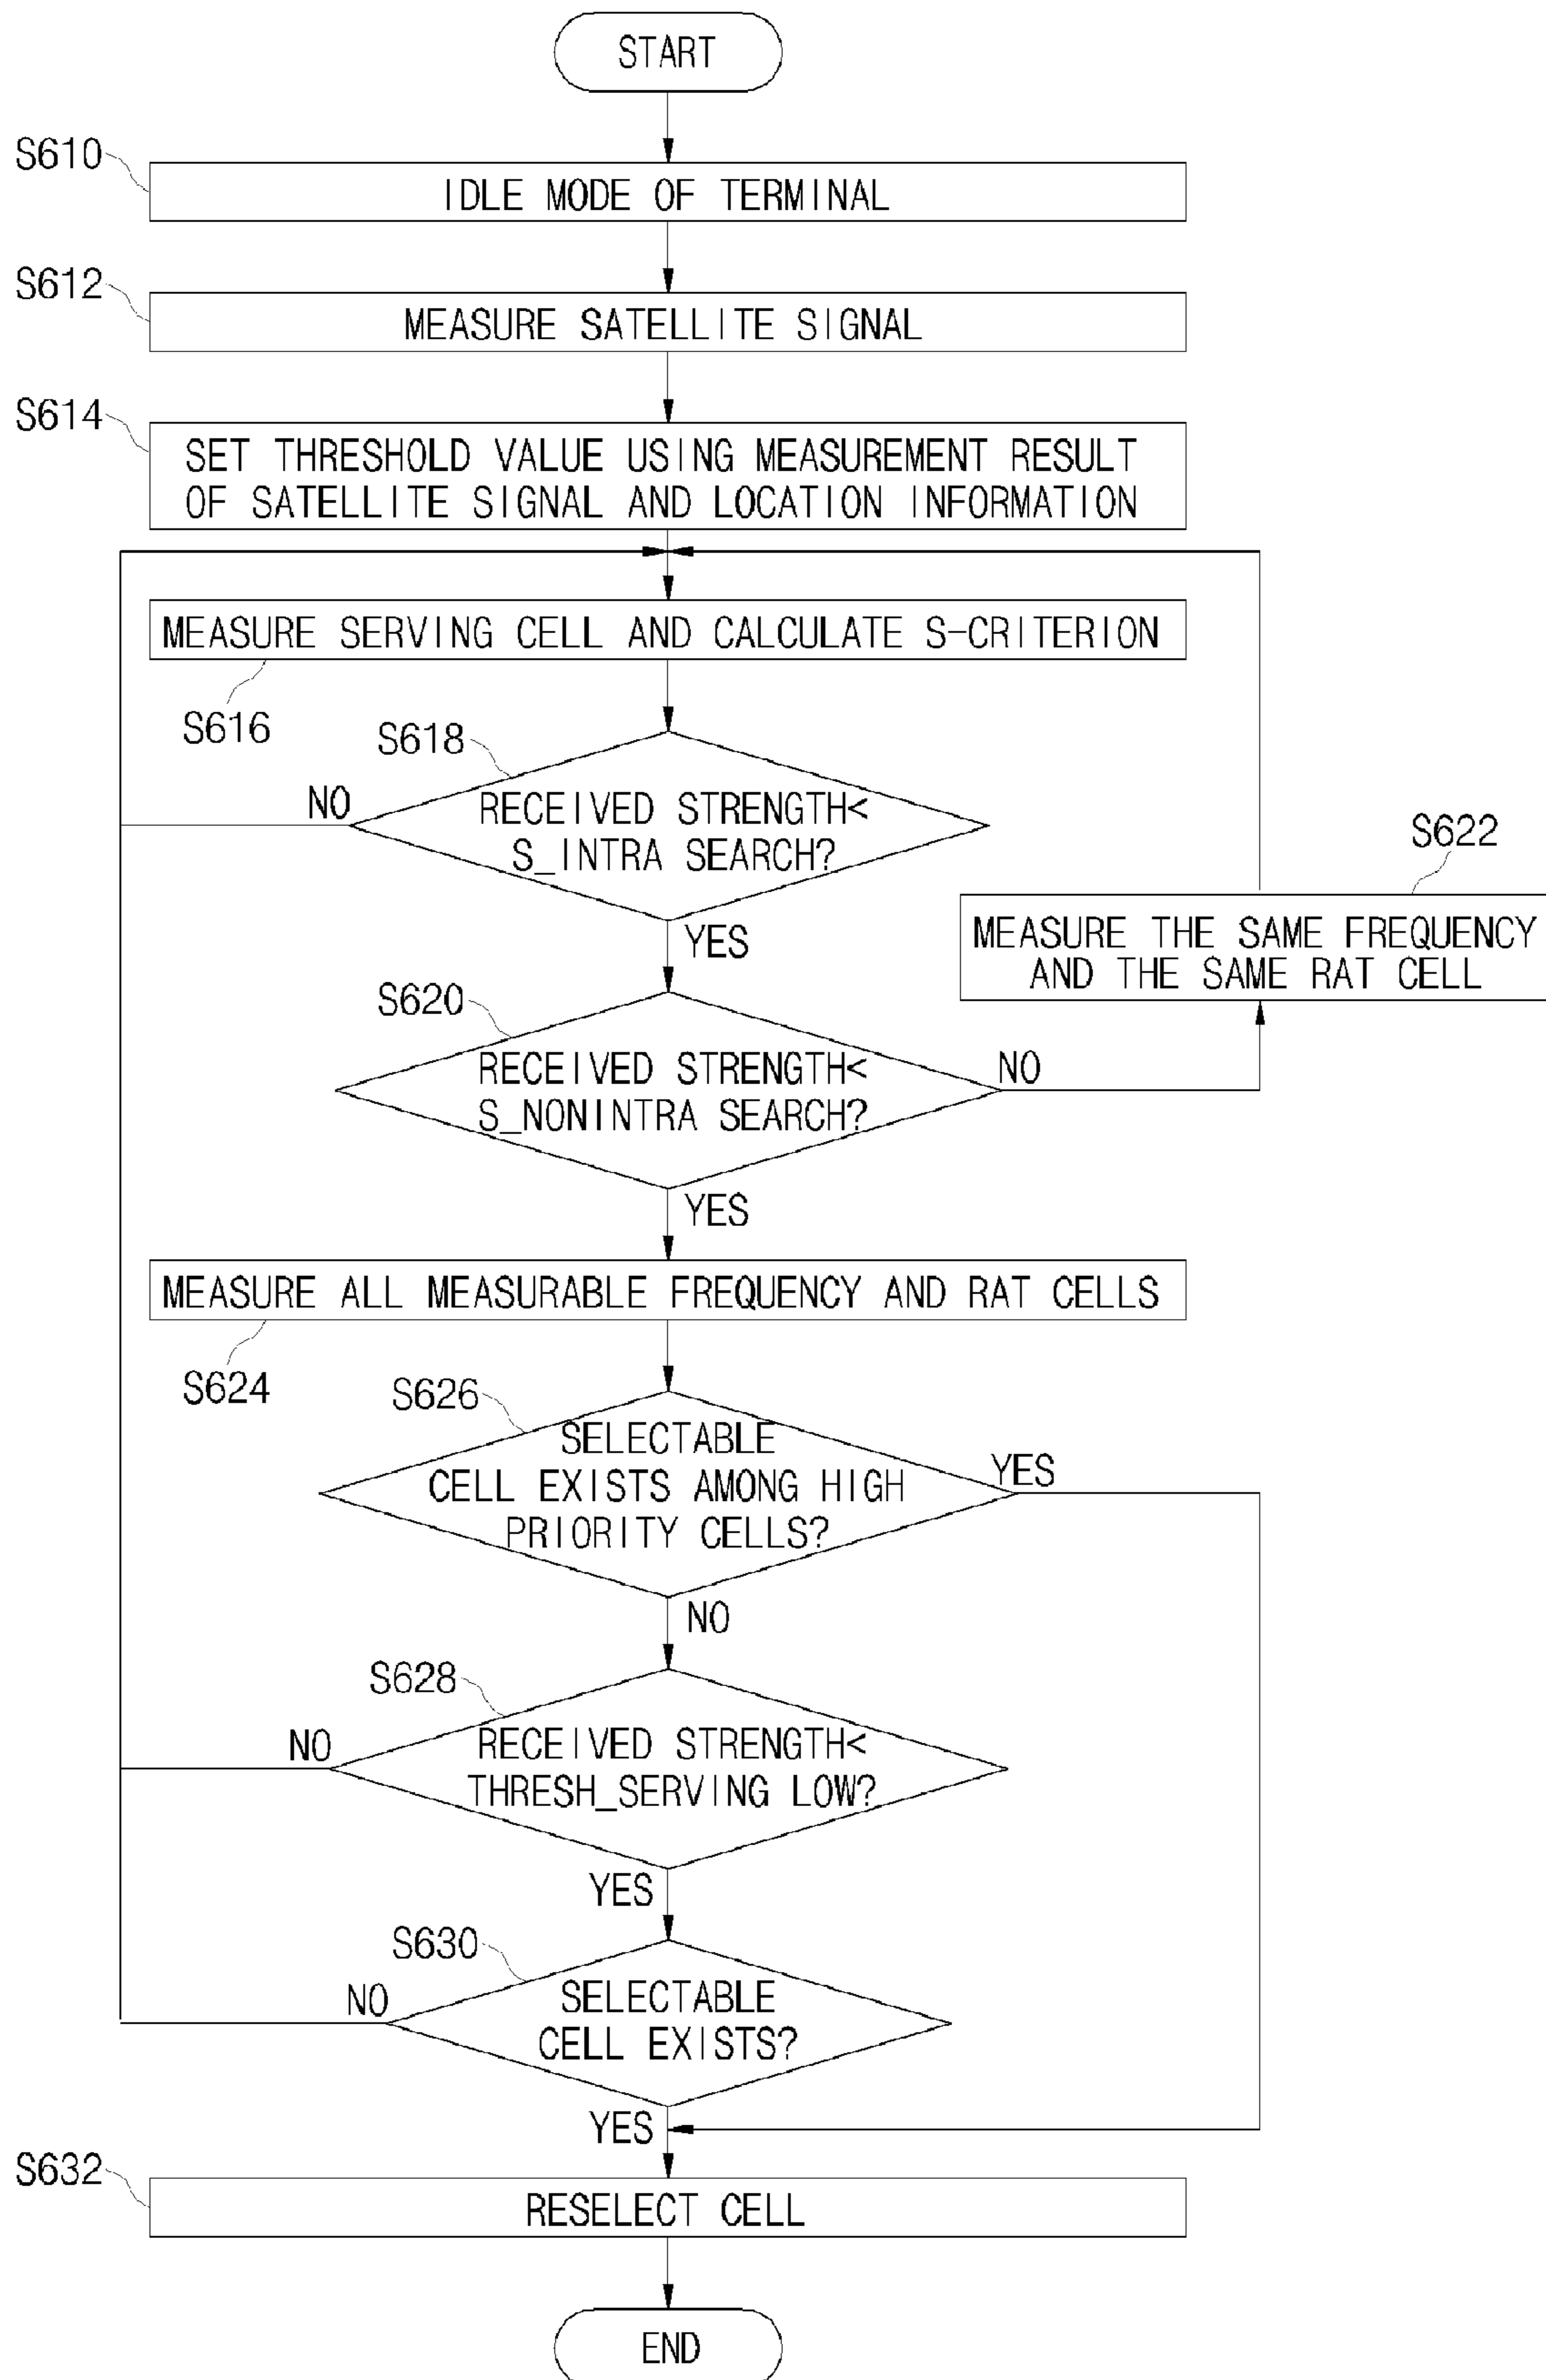 START
S610
IDLE MODE OF TERMINAL
S612
MEASURE SATELLITE SIGNAL
S614
SET THRESHOLD VALUE USING MEASUREMENT RESULT
OF SATELLITE SIGNAL AND LOCATION INFORMATION
MEASURE SERVING CELL AND CALCULATE S-CRITERION
S616
S618
NO
RECEIVED STRENGTH<
S_INTRA SEARCH?
YES
S622
MEASURE THE SAME FREQUENCY
AND THE SAME RAT CELL
S620
RECEIVED STRENGTH<
S_NONINTRA SEARCH?
NO
YES
MEASURE ALL MEASURABLE FREQUENCY AND RAT CELLS
S624
S626
SELECTABLE
CELL EXISTS AMONG HIGH
PRIORITY CELLS?
YES
NO
S628
NO
RECEIVED STRENGTH<
THRESH_SERVING LOW?
YES
S630
NO
SELECTABLE
CELL EXISTS?
YES
S632
RESELECT CELL
END